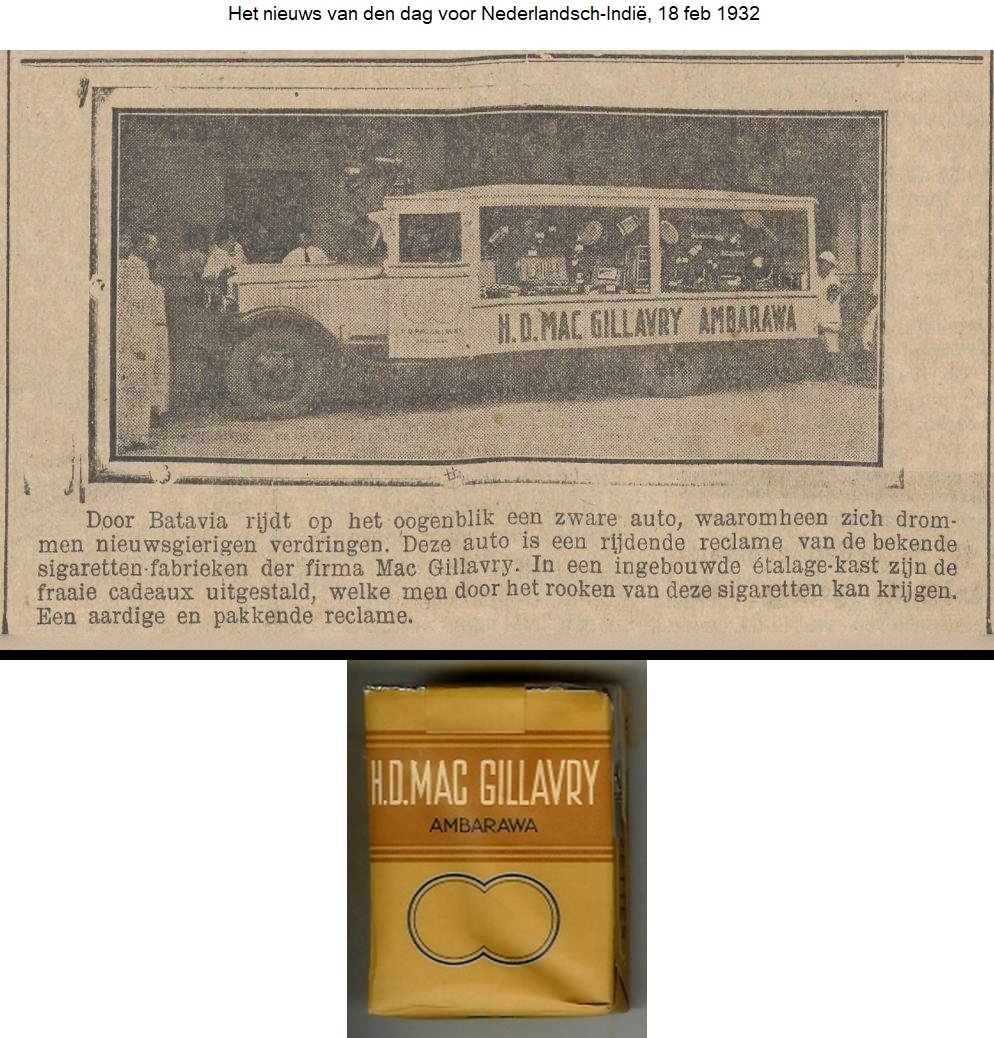 Het nieuws van den dag voor Nederlandsch-Indië, 18 feb 1932
H.D. MAC GILLAVRY AMBARAWA
Door Batavia rijdt op het oogenblik een zware auto, waaromheen zich drom-
men nieuwsgierigen verdringen. Deze auto is een rijdende reclame van de bekende
sigaretten-fabrieken der firma Mac Gillavry. In een ingebouwde étalage-kast zijn de
fraaie cadeaux uitgestald, welke men door het rooken van deze sigaretten kan krijgen.
Een aardige en pakkende reclame.
H.D. MAC GILLAVRY
AMBARAWA